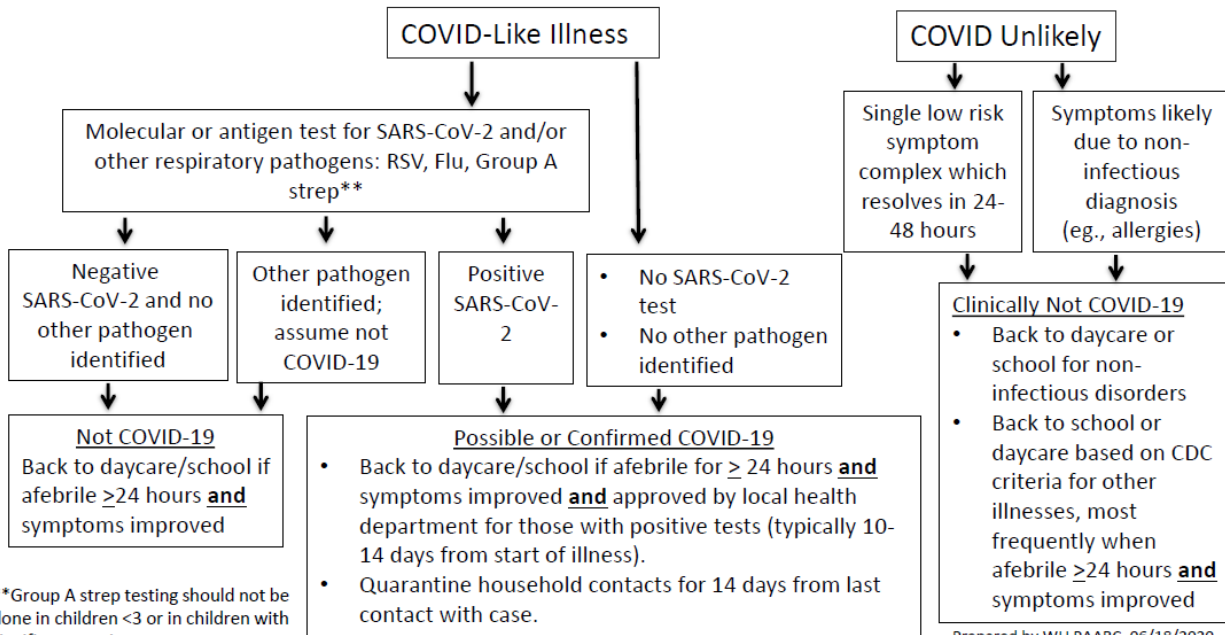 COVID-Like Illness
COVID Unlikely
Molecular or antigen test for SARS-CoV-2 and/or
other respiratory pathogens: RSV, Flu, Group A
strep**
Single low risk
symptom
complex which
resolves in 24-
48 hours
Symptoms likely
due to non-
infectious
diagnosis
(eg., allergies)
Negative
SARS-CoV-2 and no
other pathogen
identified
Other pathogen
identified;
assume not
COVID-19
Positive
SARS-CoV-
2
• No SARS-CoV-2
test
• No other pathogen
identified
Not COVID-19
Back to daycare/school if
afebrile >24 hours and
symptoms improved
Possible or Confirmed COVID-19
• Back to daycare/school if afebrile for > 24 hours and
symptoms improved and approved by local health
department for those with positive tests (typically 10-
14 days from start of illness).
• Quarantine household contacts for 14 days from last
contact with case.
Clinically Not COVID-19
• Back to daycare or
school for non-
infectious disorders
• Back to school or
daycare based on CDC
criteria for other
illnesses, most
frequently when
afebrile >24 hours and
symptoms improved
*Group A strep testing should not be
done in children <3 or in children with
Prepared by WU PAARC, 06/18/2020